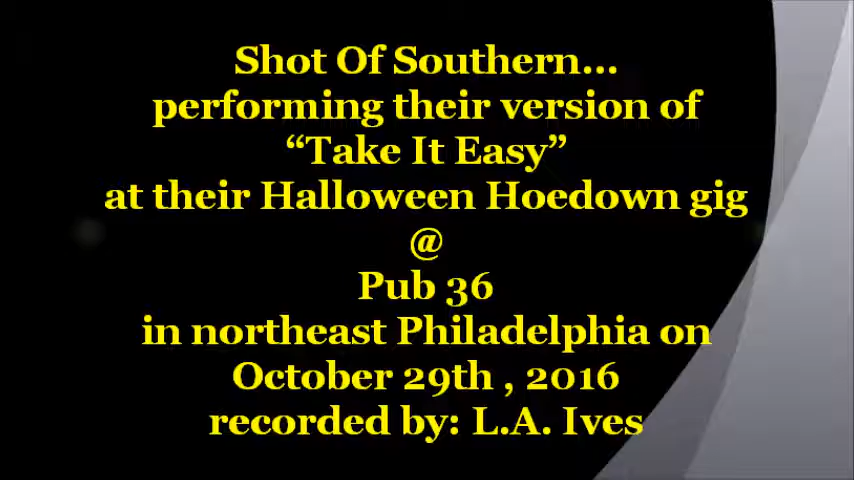 Shot Of Southern...
performing their version of
“Take It Easy”
at their Halloween Hoedown gig
@
Pub 36
in northeast Philadelphia on
October 29th , 2016
recorded by: L.A. Ives